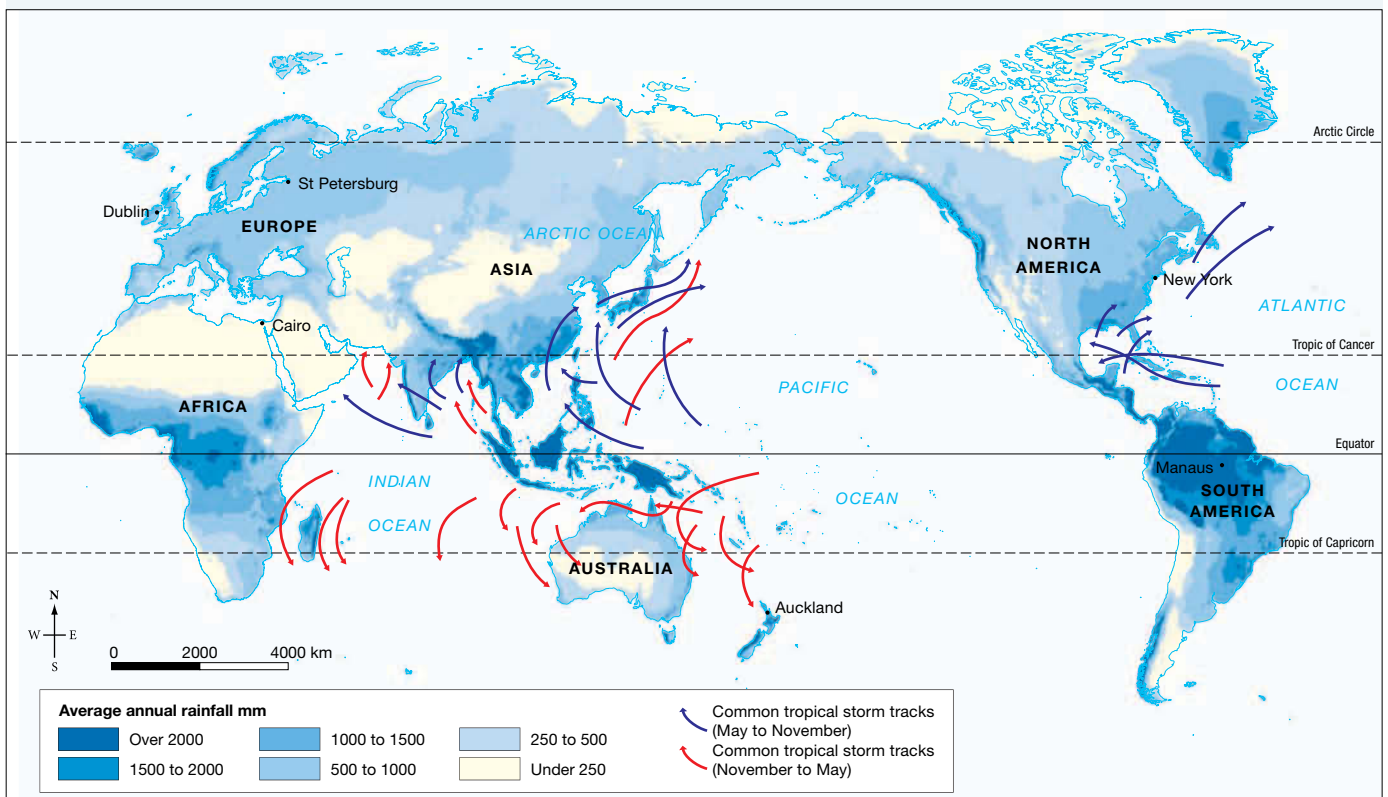 Arctic Circle
St Petersburg
Dublin
EUROPE
ARCTIC OCEAN
ASIA
NORTH
AMERICA
New York
ATLANTIC
OCEAN
Cairo
Tropic of Cancer
PACIFIC
OCEAN
AFRICA
Equator
Manaus
SOUTH
AMERICA
INDIAN
OCEAN
Tropic of Capricorn
AUSTRALIA
Auckland
N
W E
S
0 2000 4000 km
Average annual rainfall mm
Over 2000
1500 to 2000
1000 to 1500
500 to 1000
250 to 500
Under 250
Common tropical storm tracks
(May to November)
Common tropical storm tracks
(November to May)